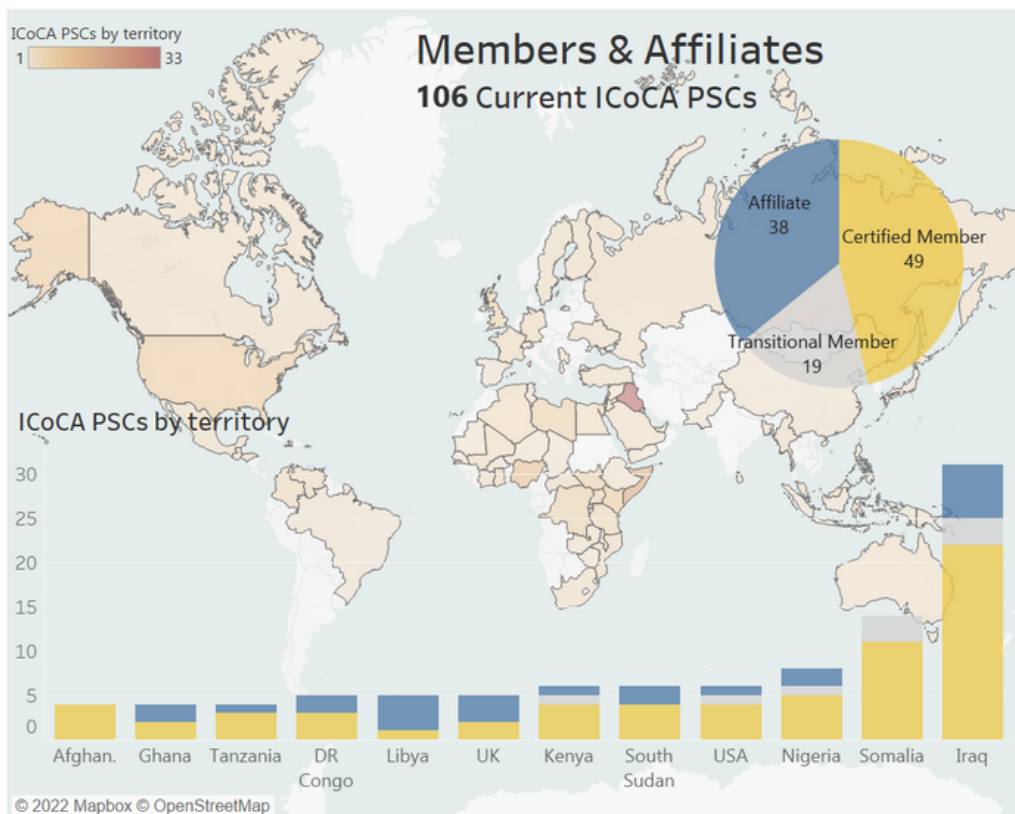 ICoCA PSCs by territory
1 33
Members & Affiliates
106 Current ICoCA PSCs
Affiliate
38
Certified Member
49
Transitional Member
19
ICoCA PSCs by territory
30
25
20
15
10
5
0
Afghan. Ghana Tanzania DR Congo Libya UK Kenya South Sudan USA Nigeria Somalia Iraq
© 2022 Mapbox © OpenStreetMap